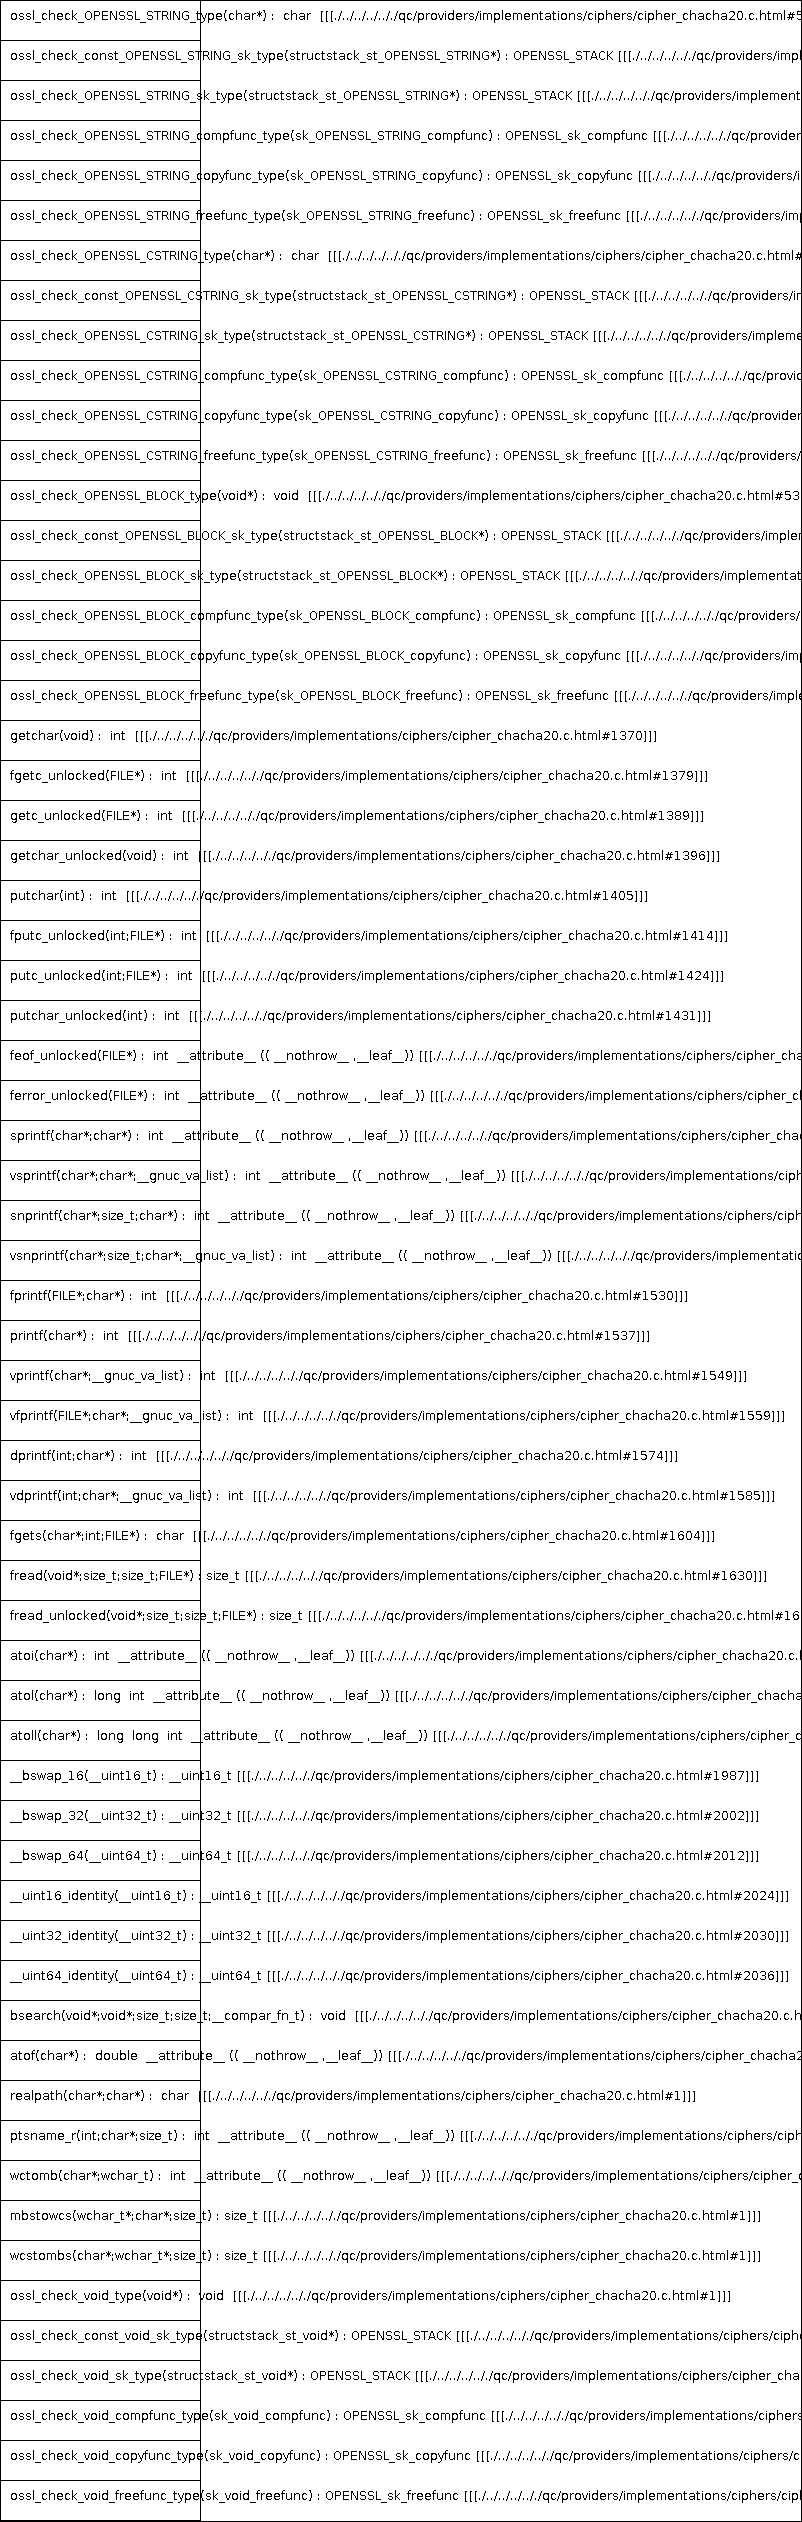 ossl_check_OPENSSL_STRING_type(char*) :  char  [[[./../../../../../qc/providers/implementations/ciphers/cipher_chacha20.c.html#5
ossl_check_const_OPENSSL_STRING_sk_type(structstack_st_OPENSSL_STRING*) : OPENSSL_STACK [[[./../../../../../qc/providers/impl
ossl_check_OPENSSL_STRING_sk_type(structstack_st_OPENSSL_STRING*) : OPENSSL_STACK [[[./../../../../../qc/providers/implement
ossl_check_OPENSSL_STRING_compfunc_type(sk_OPENSSL_STRING_compfunc) : OPENSSL_sk_compfunc [[[./../../../../../qc/provider
ossl_check_OPENSSL_STRING_copyfunc_type(sk_OPENSSL_STRING_copyfunc) : OPENSSL_sk_copyfunc [[[./../../../../../qc/providers/i
ossl_check_OPENSSL_STRING_freefunc_type(sk_OPENSSL_STRING_freefunc) : OPENSSL_sk_freefunc [[[./../../../../../qc/providers/im
ossl_check_OPENSSL_CSTRING_type(char*) :  char  [[[./../../../../../qc/providers/implementations/ciphers/cipher_chacha20.c.html#
ossl_check_const_OPENSSL_CSTRING_sk_type(structstack_st_OPENSSL_CSTRING*) : OPENSSL_STACK [[[./../../../../../qc/providers/i
ossl_check_OPENSSL_CSTRING_sk_type(structstack_st_OPENSSL_CSTRING*) : OPENSSL_STACK [[[./../../../../../qc/providers/impleme
ossl_check_OPENSSL_CSTRING_compfunc_type(sk_OPENSSL_CSTRING_compfunc) : OPENSSL_sk_compfunc [[[./../../../../../qc/provid
ossl_check_OPENSSL_CSTRING_copyfunc_type(sk_OPENSSL_CSTRING_copyfunc) : OPENSSL_sk_copyfunc [[[./../../../../../qc/provider
ossl_check_OPENSSL_CSTRING_freefunc_type(sk_OPENSSL_CSTRING_freefunc) : OPENSSL_sk_freefunc [[[./../../../../../qc/providers/
ossl_check_OPENSSL_BLOCK_type(void*) :  void  [[[./../../../../../qc/providers/implementations/ciphers/cipher_chacha20.c.html#53
ossl_check_const_OPENSSL_BLOCK_sk_type(structstack_st_OPENSSL_BLOCK*) : OPENSSL_STACK [[[./../../../../../qc/providers/implem
ossl_check_OPENSSL_BLOCK_sk_type(structstack_st_OPENSSL_BLOCK*) : OPENSSL_STACK [[[./../../../../../qc/providers/implementat
ossl_check_OPENSSL_BLOCK_compfunc_type(sk_OPENSSL_BLOCK_compfunc) : OPENSSL_sk_compfunc [[[./../../../../../qc/providers/
ossl_check_OPENSSL_BLOCK_copyfunc_type(sk_OPENSSL_BLOCK_copyfunc) : OPENSSL_sk_copyfunc [[[./../../../../../qc/providers/im
ossl_check_OPENSSL_BLOCK_freefunc_type(sk_OPENSSL_BLOCK_freefunc) : OPENSSL_sk_freefunc [[[./../../../../../qc/providers/imple
getchar(void) :  int  [[[./../../../../../qc/providers/implementations/ciphers/cipher_chacha20.c.html#1370]]]
fgetc_unlocked(FILE*) :  int  [[[./../../../../../qc/providers/implementations/ciphers/cipher_chacha20.c.html#1379]]]
getc_unlocked(FILE*) :  int  [[[./../../../../../qc/providers/implementations/ciphers/cipher_chacha20.c.html#1389]]]
getchar_unlocked(void) :  int  [[[./../../../../../qc/providers/implementations/ciphers/cipher_chacha20.c.html#1396]]]
putchar(int) :  int  [[[./../../../../../qc/providers/implementations/ciphers/cipher_chacha20.c.html#1405]]]
fputc_unlocked(int;FILE*) :  int  [[[./../../../../../qc/providers/implementations/ciphers/cipher_chacha20.c.html#1414]]]
putc_unlocked(int;FILE*) :  int  [[[./../../../../../qc/providers/implementations/ciphers/cipher_chacha20.c.html#1424]]]
putchar_unlocked(int) :  int  [[[./../../../../../qc/providers/implementations/ciphers/cipher_chacha20.c.html#1431]]]
feof_unlocked(FILE*) :  int  __attribute__ (( __nothrow__ ,__leaf__)) [[[./../../../../../qc/providers/implementations/ciphers/cipher_cha
ferror_unlocked(FILE*) :  int  __attribute__ (( __nothrow__ ,__leaf__)) [[[./../../../../../qc/providers/implementations/ciphers/cipher_c
sprintf(char*;char*) :  int  __attribute__ (( __nothrow__ ,__leaf__)) [[[./../../../../../qc/providers/implementations/ciphers/cipher_cha
vsprintf(char*;char*;__gnuc_va_list) :  int  __attribute__ (( __nothrow__ ,__leaf__)) [[[./../../../../../qc/providers/implementations/ciph
snprintf(char*;size_t;char*) :  int  __attribute__ (( __nothrow__ ,__leaf__)) [[[./../../../../../qc/providers/implementations/ciphers/ciph
vsnprintf(char*;size_t;char*;__gnuc_va_list) :  int  __attribute__ (( __nothrow__ ,__leaf__)) [[[./../../../../../qc/providers/implementatio
fprintf(FILE*;char*) :  int  [[[./../../../../../qc/providers/implementations/ciphers/cipher_chacha20.c.html#1530]]]
printf(char*) :  int  [[[./../../../../../qc/providers/implementations/ciphers/cipher_chacha20.c.html#1537]]]
vprintf(char*;__gnuc_va_list) :  int  [[[./../../../../../qc/providers/implementations/ciphers/cipher_chacha20.c.html#1549]]]
vfprintf(FILE*;char*;__gnuc_va_list) :  int  [[[./../../../../../qc/providers/implementations/ciphers/cipher_chacha20.c.html#1559]]]
dprintf(int;char*) :  int  [[[./../../../../../qc/providers/implementations/ciphers/cipher_chacha20.c.html#1574]]]
vdprintf(int;char*;__gnuc_va_list) :  int  [[[./../../../../../qc/providers/implementations/ciphers/cipher_chacha20.c.html#1585]]]
fgets(char*;int;FILE*) :  char  [[[./../../../../../qc/providers/implementations/ciphers/cipher_chacha20.c.html#1604]]]
fread(void*;size_t;size_t;FILE*) : size_t [[[./../../../../../qc/providers/implementations/ciphers/cipher_chacha20.c.html#1630]]]
fread_unlocked(void*;size_t;size_t;FILE*) : size_t [[[./../../../../../qc/providers/implementations/ciphers/cipher_chacha20.c.html#16
atoi(char*) :  int  __attribute__ (( __nothrow__ ,__leaf__)) [[[./../../../../../qc/providers/implementations/ciphers/cipher_chacha20.c.
atol(char*) :  long  int  __attribute__ (( __nothrow__ ,__leaf__)) [[[./../../../../../qc/providers/implementations/ciphers/cipher_chacha
atoll(char*) :  long  long  int  __attribute__ (( __nothrow__ ,__leaf__)) [[[./../../../../../qc/providers/implementations/ciphers/cipher_c
__bswap_16(__uint16_t) : __uint16_t [[[./../../../../../qc/providers/implementations/ciphers/cipher_chacha20.c.html#1987]]]
__bswap_32(__uint32_t) : __uint32_t [[[./../../../../../qc/providers/implementations/ciphers/cipher_chacha20.c.html#2002]]]
__bswap_64(__uint64_t) : __uint64_t [[[./../../../../../qc/providers/implementations/ciphers/cipher_chacha20.c.html#2012]]]
__uint16_identity(__uint16_t) : __uint16_t [[[./../../../../../qc/providers/implementations/ciphers/cipher_chacha20.c.html#2024]]]
__uint32_identity(__uint32_t) : __uint32_t [[[./../../../../../qc/providers/implementations/ciphers/cipher_chacha20.c.html#2030]]]
__uint64_identity(__uint64_t) : __uint64_t [[[./../../../../../qc/providers/implementations/ciphers/cipher_chacha20.c.html#2036]]]
bsearch(void*;void*;size_t;size_t;__compar_fn_t) :  void  [[[./../../../../../qc/providers/implementations/ciphers/cipher_chacha20.c.h
atof(char*) :  double  __attribute__ (( __nothrow__ ,__leaf__)) [[[./../../../../../qc/providers/implementations/ciphers/cipher_chacha2
realpath(char*;char*) :  char  [[[./../../../../../qc/providers/implementations/ciphers/cipher_chacha20.c.html#1]]]
ptsname_r(int;char*;size_t) :  int  __attribute__ (( __nothrow__ ,__leaf__)) [[[./../../../../../qc/providers/implementations/ciphers/ciph
wctomb(char*;wchar_t) :  int  __attribute__ (( __nothrow__ ,__leaf__)) [[[./../../../../../qc/providers/implementations/ciphers/cipher_c
mbstowcs(wchar_t*;char*;size_t) : size_t [[[./../../../../../qc/providers/implementations/ciphers/cipher_chacha20.c.html#1]]]
wcstombs(char*;wchar_t*;size_t) : size_t [[[./../../../../../qc/providers/implementations/ciphers/cipher_chacha20.c.html#1]]]
ossl_check_void_type(void*) :  void  [[[./../../../../../qc/providers/implementations/ciphers/cipher_chacha20.c.html#1]]]
ossl_check_const_void_sk_type(structstack_st_void*) : OPENSSL_STACK [[[./../../../../../qc/providers/implementations/ciphers/ciphe
ossl_check_void_sk_type(structstack_st_void*) : OPENSSL_STACK [[[./../../../../../qc/providers/implementations/ciphers/cipher_cha
ossl_check_void_compfunc_type(sk_void_compfunc) : OPENSSL_sk_compfunc [[[./../../../../../qc/providers/implementations/ciphers
ossl_check_void_copyfunc_type(sk_void_copyfunc) : OPENSSL_sk_copyfunc [[[./../../../../../qc/providers/implementations/ciphers/c
ossl_check_void_freefunc_type(sk_void_freefunc) : OPENSSL_sk_freefunc [[[./../../../../../qc/providers/implementations/ciphers/cip